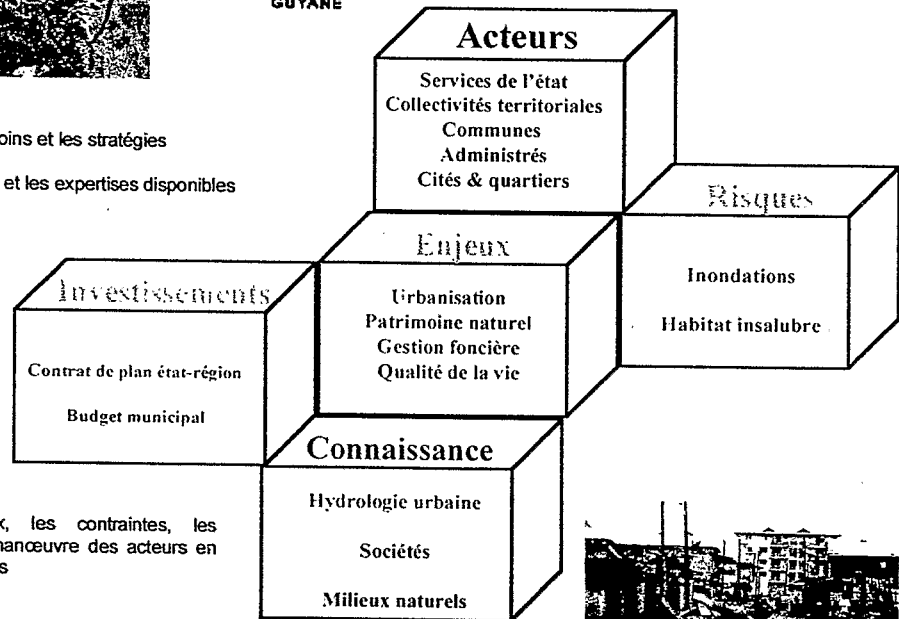 GUYANE
Acteurs
Services de l'état
Collectivités territoriales
Communes
Administrés
Cités & quartiers
oins et les stratégies
et les expertises disponibles
Risques
Inondations
Habitat insalubre
Enjeux
Urbanisation
Patrimoine naturel
Gestion foncière
Qualité de la vie
Investissements
Contrat de plan état-région
Budget municipal
Connaissance
Hydrologie urbaine
Sociétés
Milieux naturels
x, les contraintes, les
manœuvre des acteurs en
s